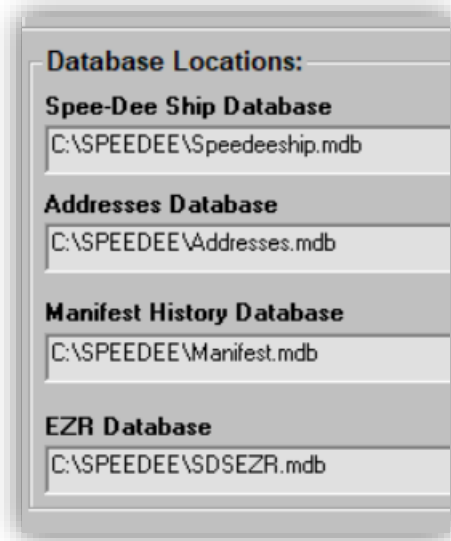 Database Locations:
Spee-Dee Ship Database
C:\SPEEDEE\Speedeeship.mdb
Addresses Database
C:\SPEEDEE\Addresses.mdb
Manifest History Database
C:\SPEEDEE\Manifest.mdb
EZR Database
C:\SPEEDEE\SDSEZR.mdb